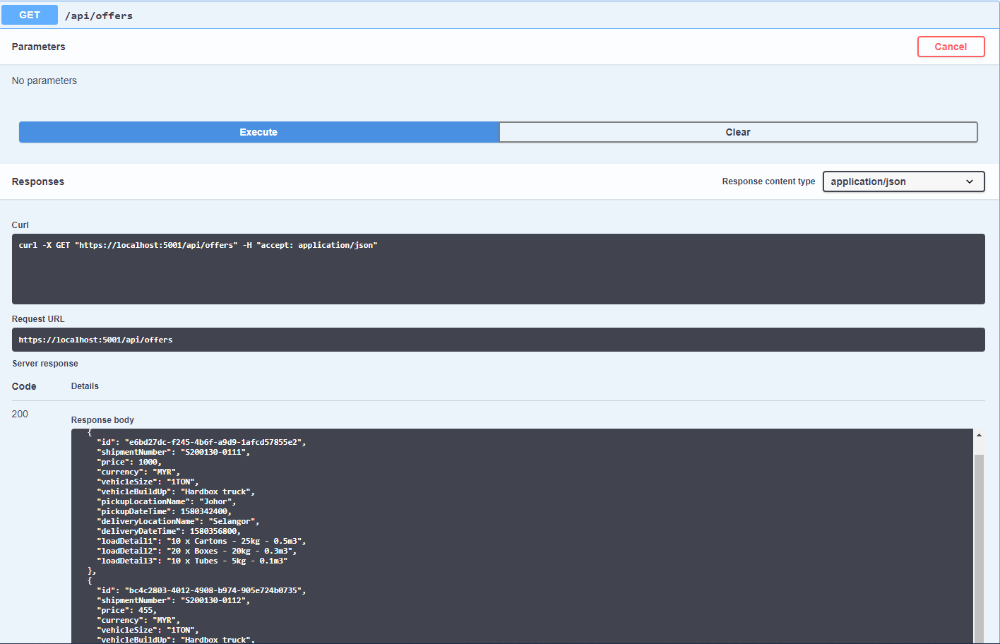 GET /api/offers
Parameters Cancel
No parameters
Execute Clear
Responses Response content type application/json
Curl
curl -X GET "https://localhost:5001/api/offers" -H "accept: application/json"
Request URL
https://localhost:5001/api/offers
Server response
Code Details
200
Response body
{
"id": "e6bd27dc-f245-4b6f-a9d9-1afcd57855e2",
"shipmentNumber": "S200130-0111",
"price": 1000,
"currency": "MYR",
"vehicleSize": "1TON",
"vehicleBuildUp": "Hardbox truck",
"pickupLocationName": "Johor",
"pickupDateTime": 1580342400,
"deliveryLocationName": "Selangor",
"deliveryDateTime": 1580356800,
"loadDetail1": "10 x Cartons - 25kg - 0.5m3",
"loadDetail2": "20 x Boxes - 20kg - 0.3m3",
"loadDetail3": "10 x Tubes - 5kg - 0.1m3"
},
{
"id": "bc4c2803-4012-4908-b974-905e724b0735",
"shipmentNumber": "S200130-0112",
"price": 455,
"currency": "MYR",
"vehicleSize": "1TON",
"vehicleBuildUp": "Hardbox truck",